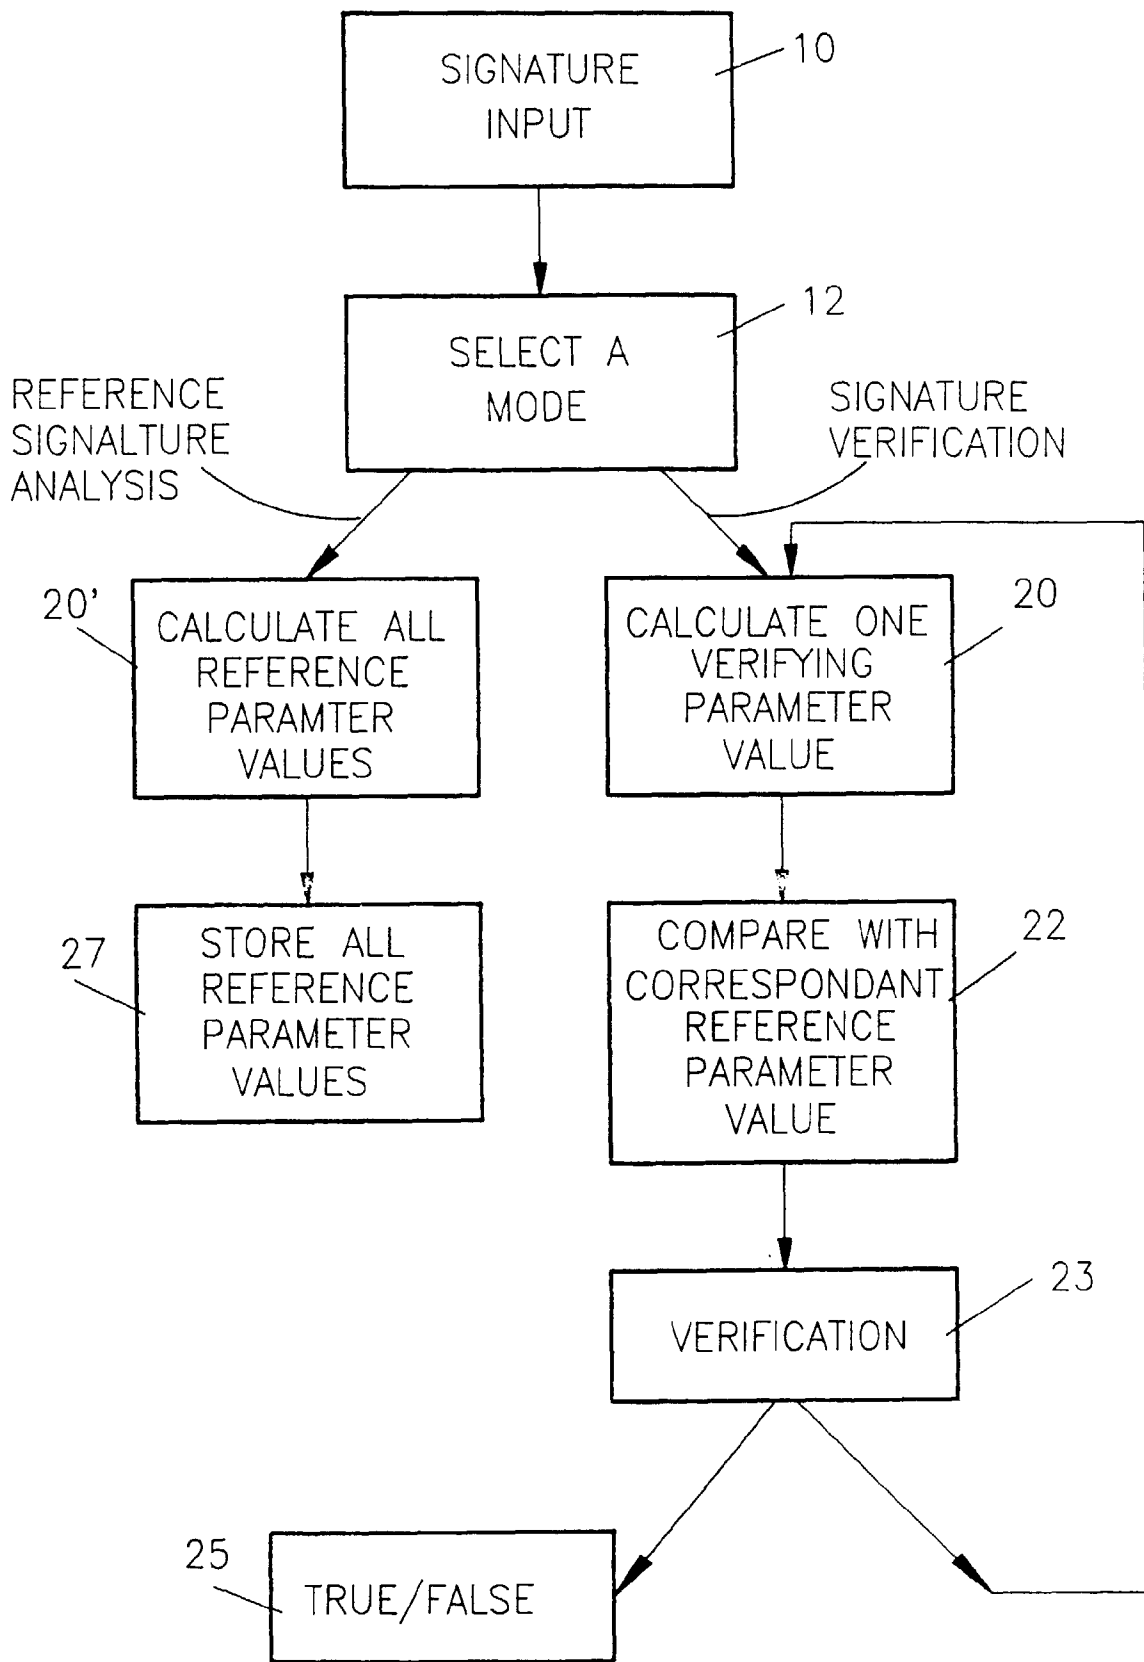 SIGNATURE
INPUT
10
SELECT A
MODE
12
REFERENCE
SIGNALTURE
ANALYSIS
SIGNATURE
VERIFICATION
20'
CALCULATE ALL
REFERENCE
PARAMTER
VALUES
CALCULATE ONE
VERIFYING
PARAMETER
VALUE
20
27
STORE ALL
REFERENCE
PARAMETER
VALUES
COMPARE WITH
CORRESPONDANT
REFERENCE
PARAMETER
VALUE
22
VERIFICATION
23
25
TRUE/FALSE